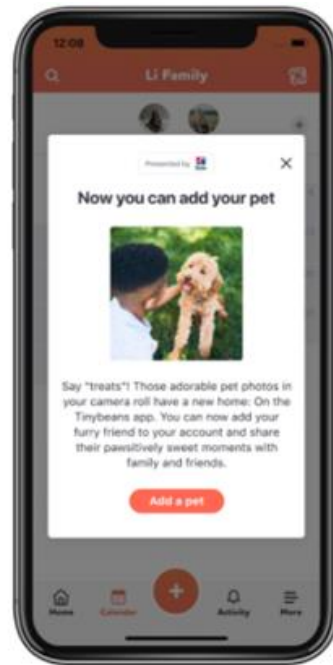 12:08
Li Family
Presented by
Now you can add your pet
Say "treats"! Those adorable pet photos in
your camera roll have a new home: On the
Tinybeans app. You can now add your
furry friend to your account and share
their pawsitively sweet moments with
family and friends.
Add a pet
Home
Calendar
Activity
More